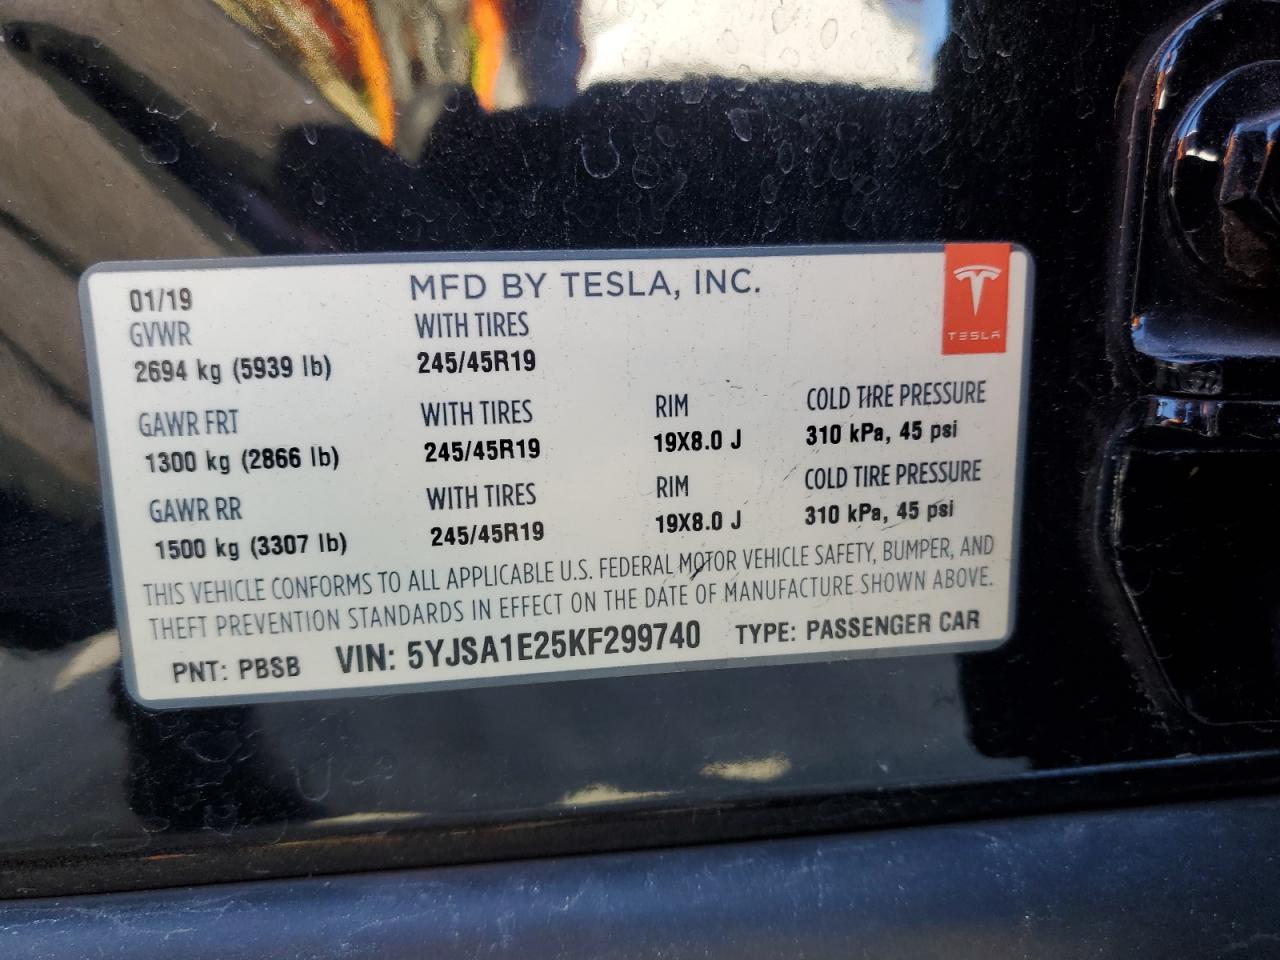 01/19 MFD BY TESLA, INC.
TESLA
GVWR WITH TIRES
2694 kg (5939 lb) 245/45R19
GAWR FRT WITH TIRES RIM COLD TIRE PRESSURE
1300 kg (2866 lb) 245/45R19 19X8.0 J 310 kPa, 45 psi
GAWR RR WITH TIRES RIM COLD TIRE PRESSURE
1500 kg (3307 lb) 245/45R19 19X8.0 J 310 kPa, 45 psi
THIS VEHICLE CONFORMS TO ALL APPLICABLE U.S. FEDERAL MOTOR VEHICLE SAFETY, BUMPER, AND
THEFT PREVENTION STANDARDS IN EFFECT ON THE DATE OF MANUFACTURE SHOWN ABOVE.
PNT: PBSB VIN: 5YJSA1E25KF299740 TYPE: PASSENGER CAR